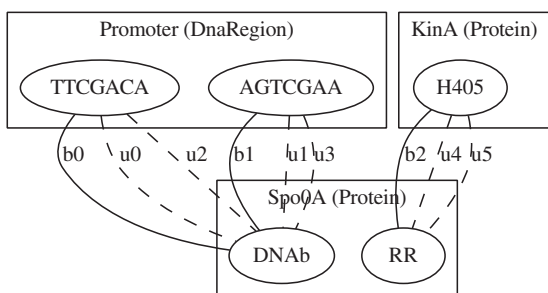 Promoter (DnaRegion) KinA (Protein)
TTCGACA AGTCGAA H405
b0 u0 u2 b1 u1 u3 b2 u4 u5
Spo0A (Protein)
DNAb RR